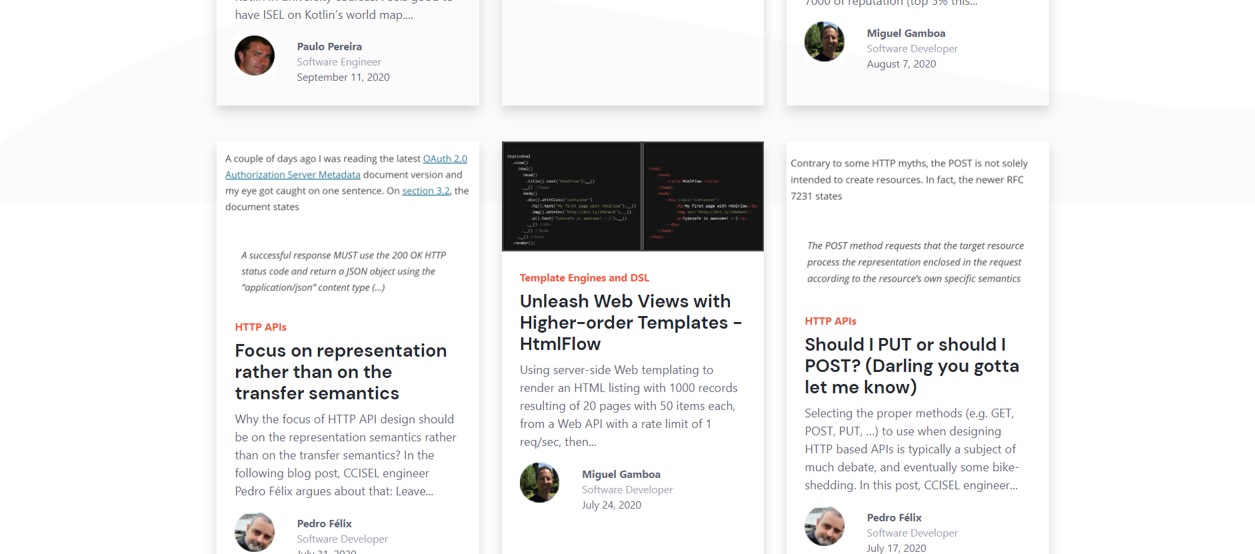 have ISEL on Kotlin's world map....
Paulo Pereira
Software Engineer
September 11, 2020
7000 of reputation (top 5% this...
Miguel Gamboa
Software Developer
August 7, 2020
A couple of days ago I was reading the latest OAuth 2.0
Authorization Server Metadata document version and
my eye got caught on one sentence. On section 3.2, the
document states
A successful response MUST use the 200 OK HTTP
status code and return a JSON object using the
"application/json" content type (...)
HTTP APIs
Focus on representation
rather than on the
transfer semantics
Why the focus of HTTP API design should
be on the representation semantics rather
than on the transfer semantics? In the
following blog post, CCISEL engineer
Pedro Félix argues about that: Leave...
Pedro Félix
Software Developer
July 31, 2020
Template Engines and DSL
Unleash Web Views with
Higher-order Templates -
HtmlFlow
Using server-side Web templating to
render an HTML listing with 1000 records
resulting of 20 pages with 50 items each,
from a Web API with a rate limit of 1
req/sec, then...
Miguel Gamboa
Software Developer
July 24, 2020
Contrary to some HTTP myths, the POST is not solely
intended to create resources. In fact, the newer RFC
7231 states
The POST method requests that the target resource
process the representation enclosed in the request
according to the resource's own specific semantics
HTTP APIs
Should I PUT or should I
POST? (Darling you gotta
let me know)
Selecting the proper methods (e.g. GET,
POST, PUT, ...) to use when designing
HTTP based APIs is typically a subject of
much debate, and eventually some bike-
shedding. In this post, CCISEL engineer...
Pedro Félix
Software Developer
July 17, 2020